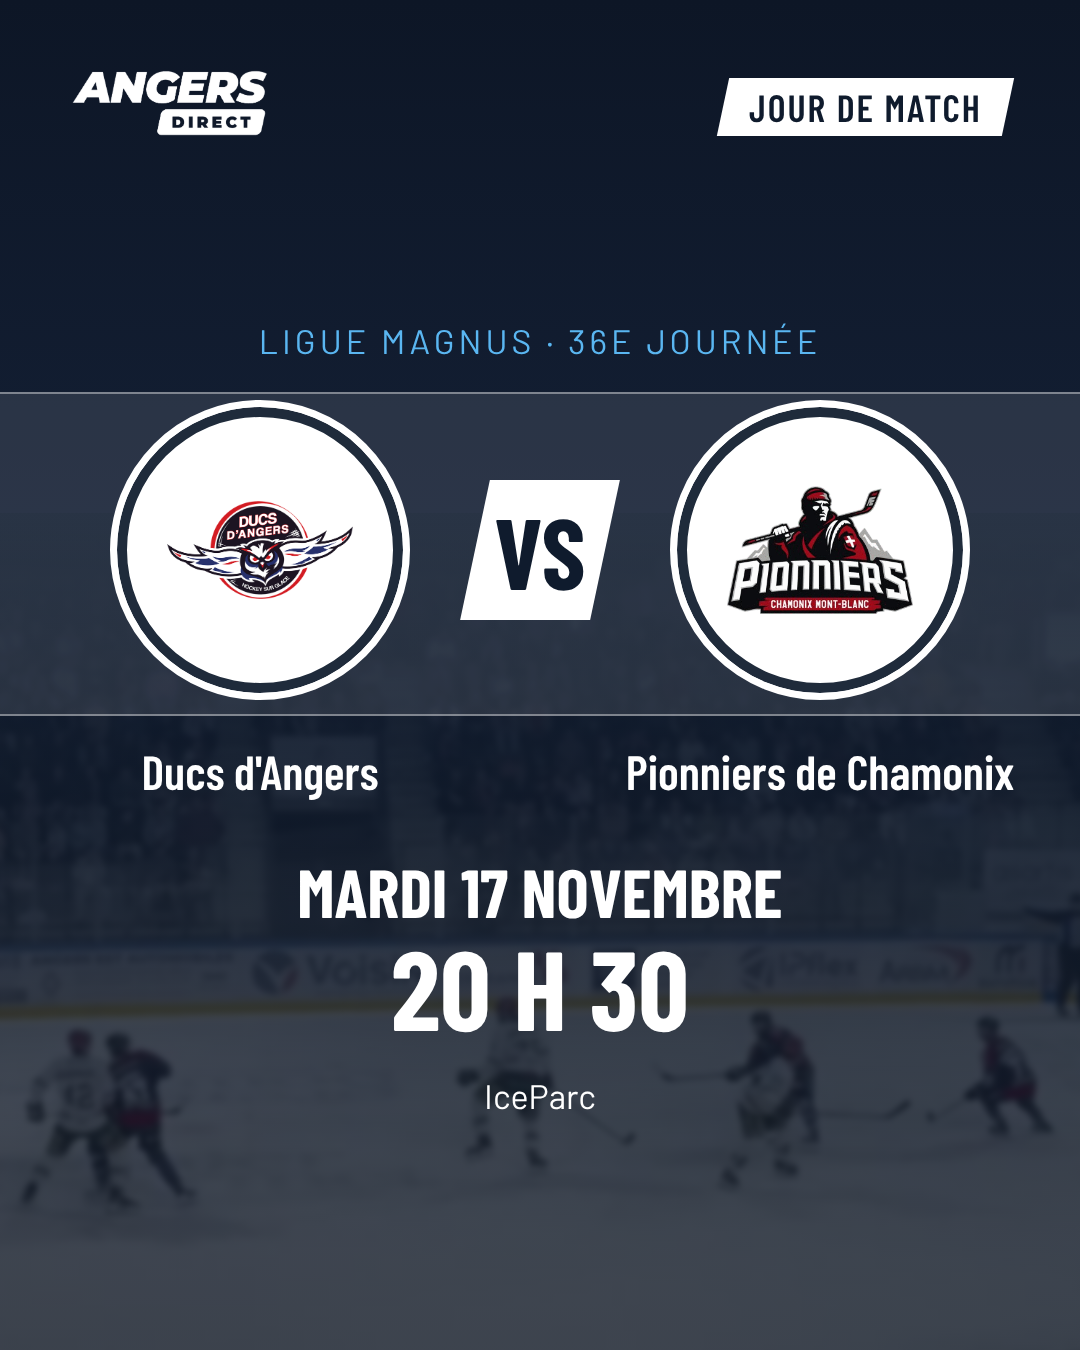 ANGERS
DIRECT
JOUR DE MATCH
LIGUE MAGNUS · 36E JOURNÉE
DUCS
D'ANGERS
HOCKEY SUR GLACE
VS
PIONNIERS
CHAMONIX MONT-BLANC
Ducs d'Angers
Pionniers de Chamonix
MARDI 17 NOVEMBRE
20 H 30
IceParc